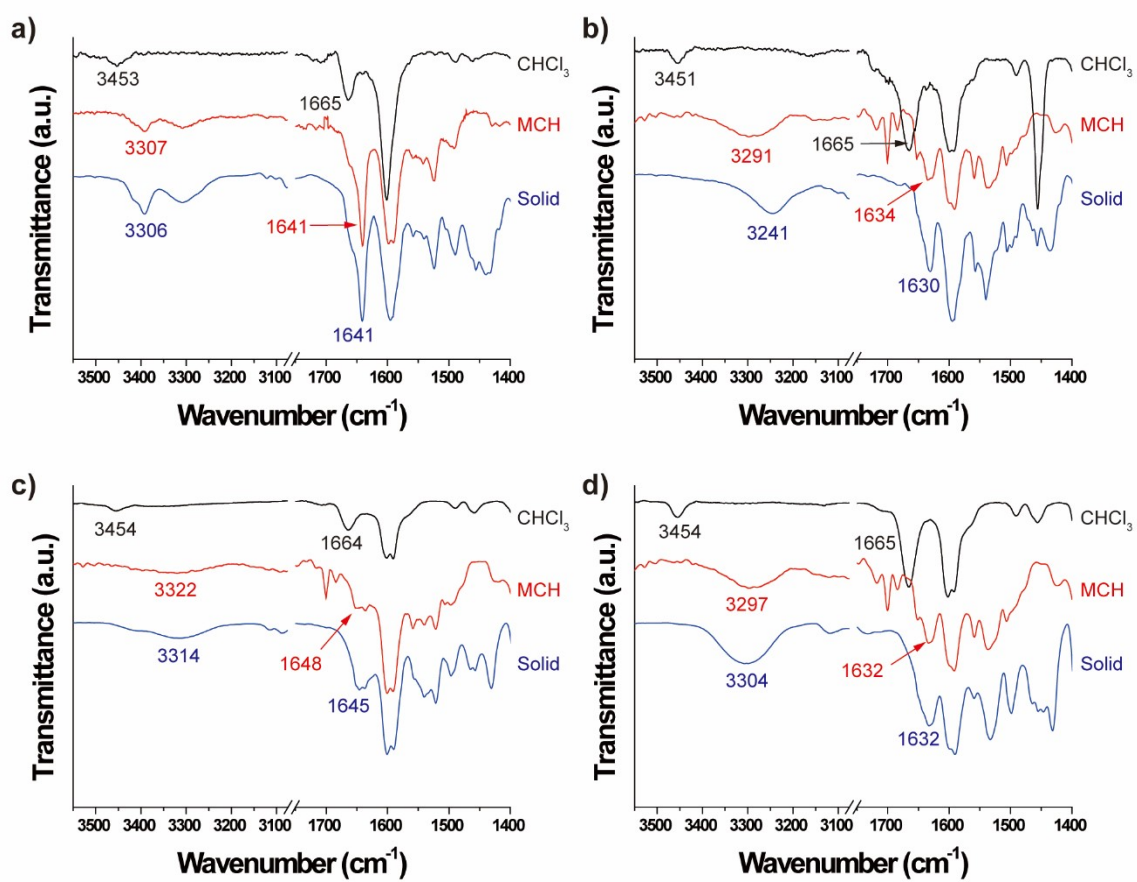 a)
3453
1665
CHCl₃
3307
1641
MCH
3306
1641
Solid
Transmittance (a.u.)
3500 3400 3300 3200 3100 1700 1600 1500 1400
Wavenumber (cm⁻¹)
b)
3451
1665
CHCl₃
3291
1634
MCH
3241
1630
Solid
Transmittance (a.u.)
3500 3400 3300 3200 3100 1700 1600 1500 1400
Wavenumber (cm⁻¹)
c)
3454
1664
CHCl₃
3322
1648
MCH
3314
1645
Solid
Transmittance (a.u.)
3500 3400 3300 3200 3100 1700 1600 1500 1400
Wavenumber (cm⁻¹)
d)
3454
1665
CHCl₃
3297
1632
MCH
3304
1632
Solid
Transmittance (a.u.)
3500 3400 3300 3200 3100 1700 1600 1500 1400
Wavenumber (cm⁻¹)